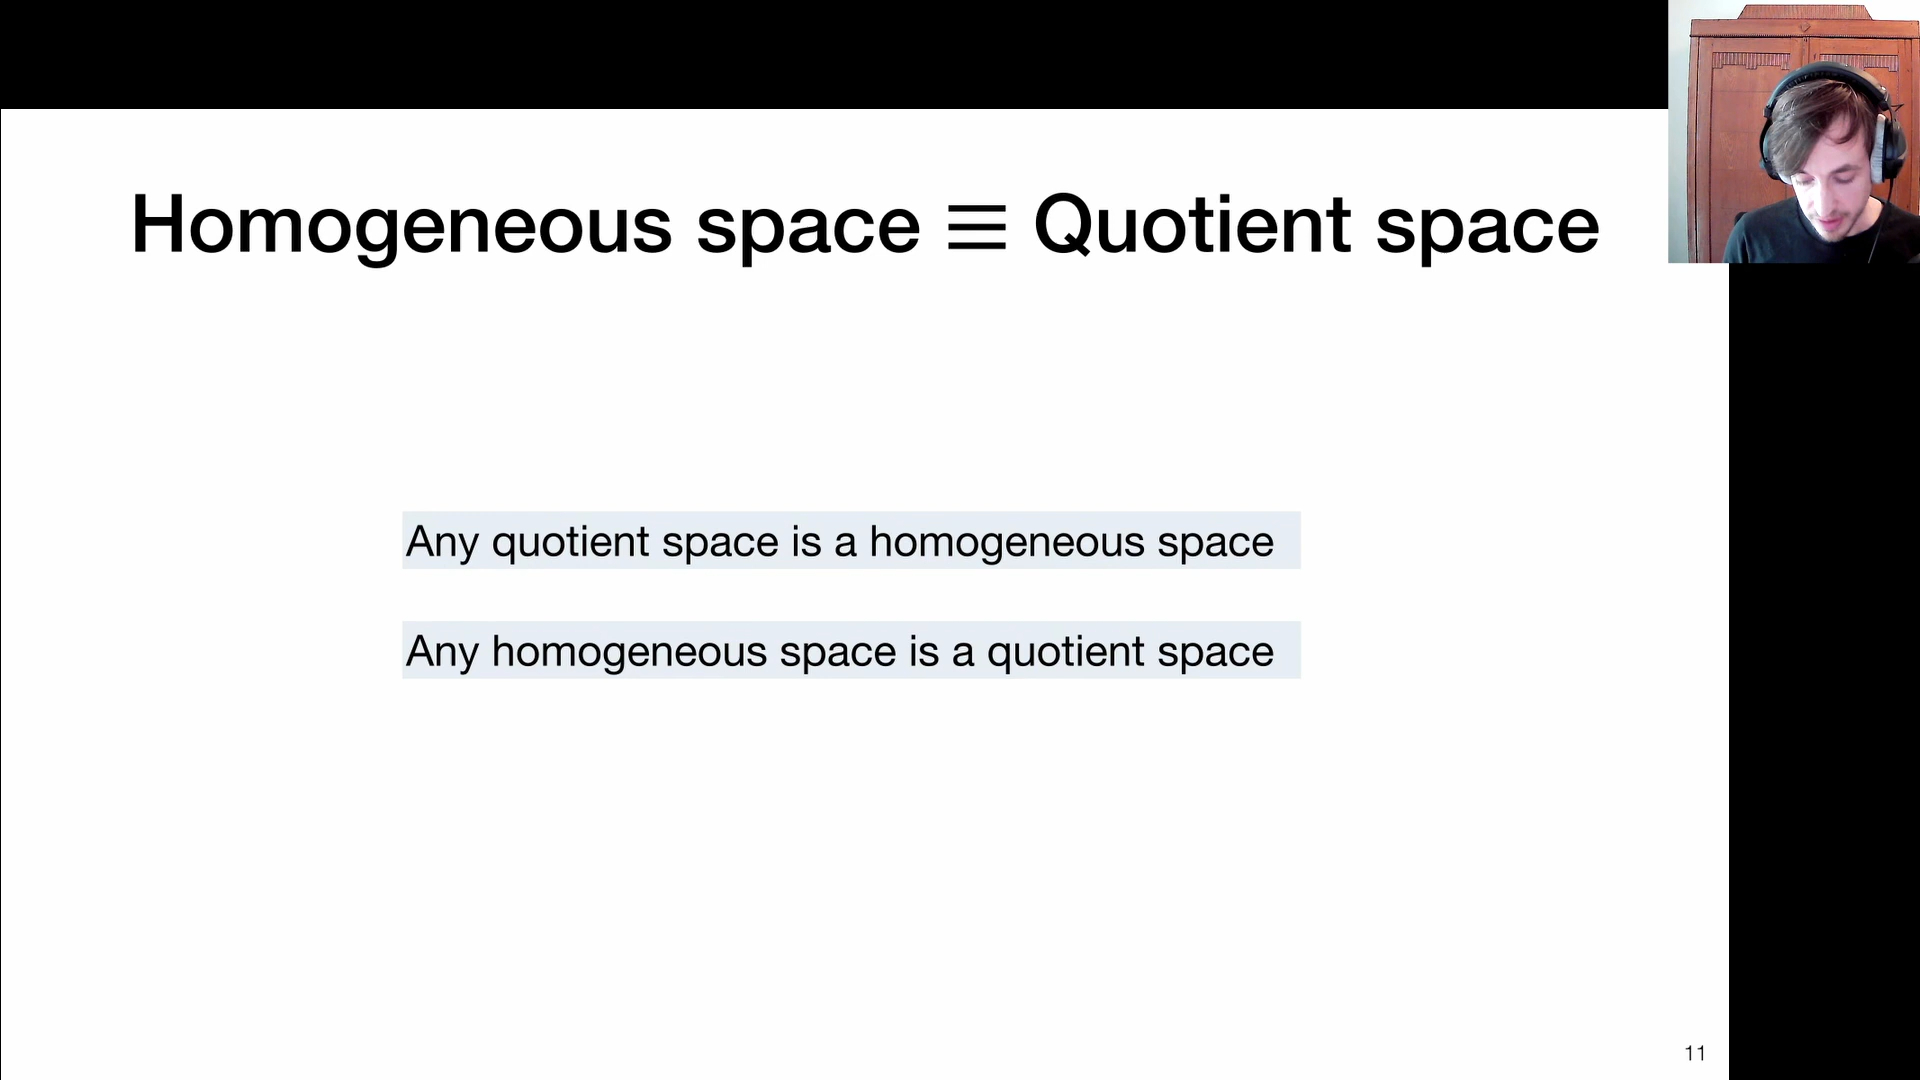 Homogeneous space ≡ Quotient space
Any quotient space is a homogeneous space
Any homogeneous space is a quotient space
11